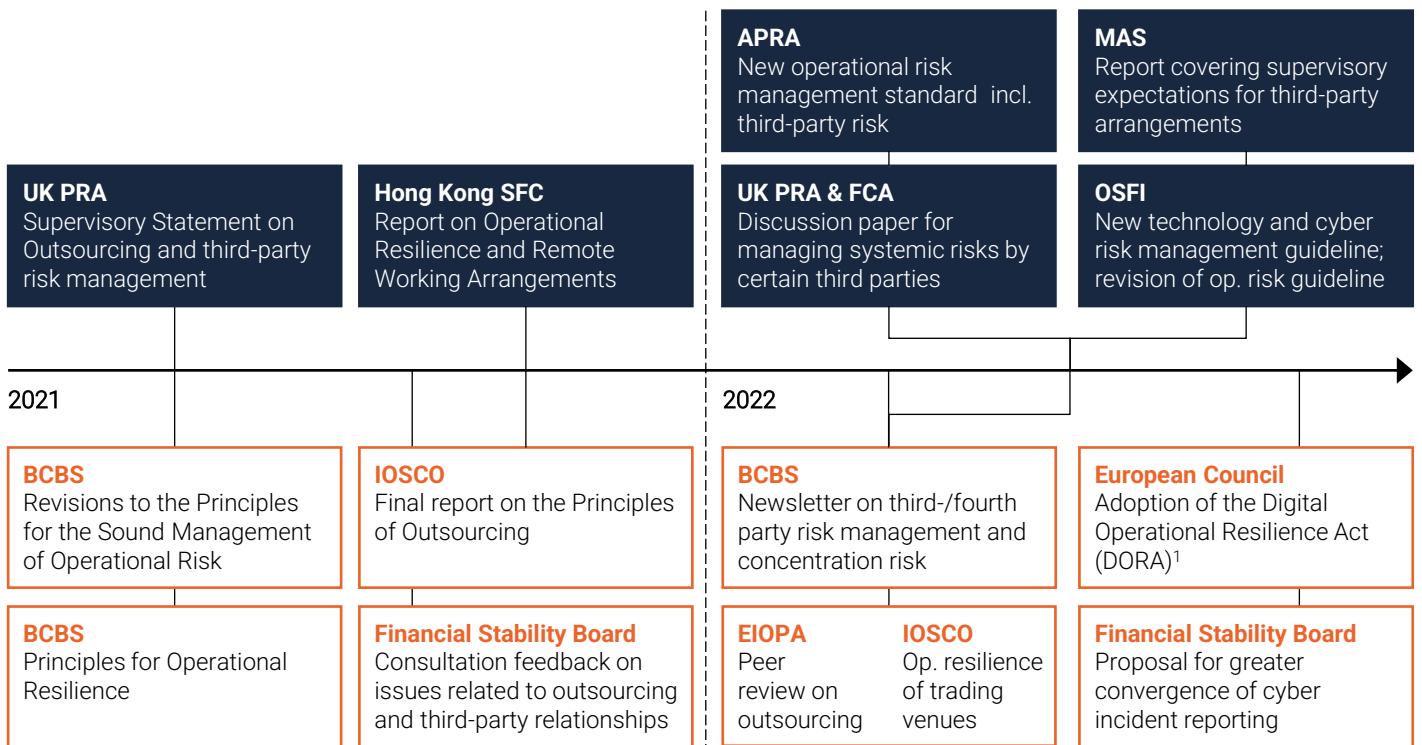 APRA
New operational risk
management standard incl.
third-party risk
MAS
Report covering supervisory
expectations for third-party
arrangements
UK PRA
Supervisory Statement on
Outsourcing and third-party
risk management
Hong Kong SFC
Report on Operational
Resilience and Remote
Working Arrangements
UK PRA & FCA
Discussion paper for
managing systemic risks by
certain third parties
OSFI
New technology and cyber
risk management guideline;
revision of op. risk guideline
2021
2022
BCBS
Revisions to the Principles
for the Sound Management
of Operational Risk
IOSCO
Final report on the Principles
of Outsourcing
BCBS
Newsletter on third-/fourth
party risk management and
concentration risk
European Council
Adoption of the Digital
Operational Resilience Act
(DORA)¹
BCBS
Principles for Operational
Resilience
Financial Stability Board
Consultation feedback on
issues related to outsourcing
and third-party relationships
EIOPA
Peer
review on
outsourcing
IOSCO
Op. resilience
of trading
venues
Financial Stability Board
Proposal for greater
convergence of cyber
incident reporting